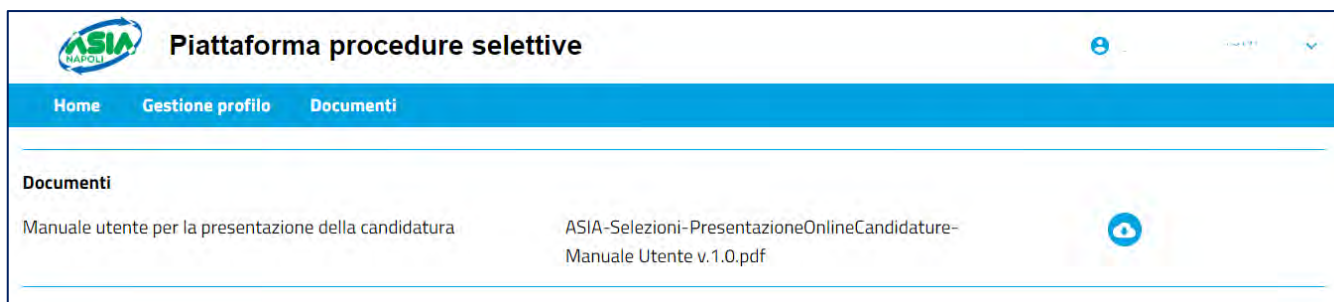 ASIA
NAPOLI
Piattaforma procedure selettive
Home Gestione profilo Documenti
Documenti
Manuale utente per la presentazione della candidatura
ASIA-Selezioni-PresentazioneOnlineCandidature-
Manuale Utente v.1.0.pdf